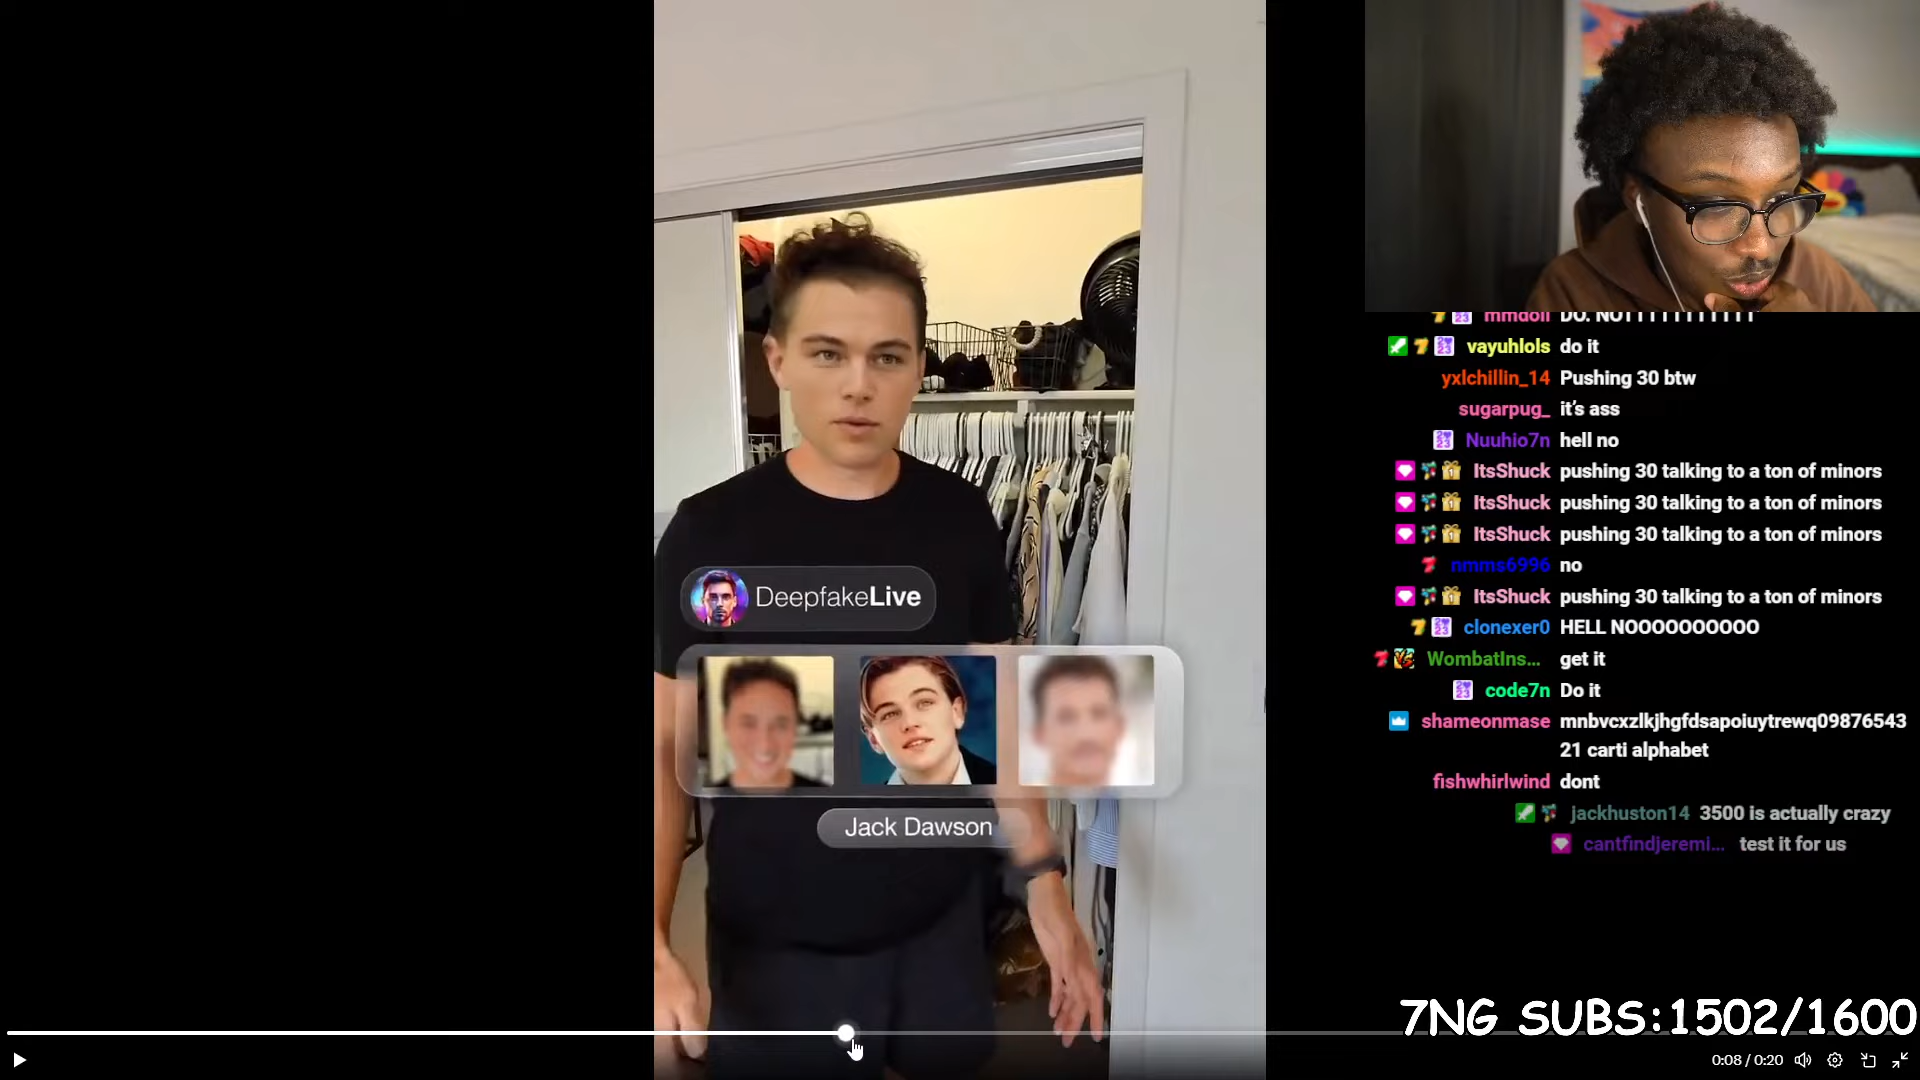 DeepfakeLive
Jack Dawson
mmdoll DO. NOTTTTTTTTTTT
vayuhlols do it
yxlchillin_14 Pushing 30 btw
sugarpug_ it's ass
Nuuhio7n hell no
ItsShuck pushing 30 talking to a ton of minors
ItsShuck pushing 30 talking to a ton of minors
ItsShuck pushing 30 talking to a ton of minors
nmms6996 no
ItsShuck pushing 30 talking to a ton of minors
clonexer0 HELL NOOOOOOOOOO
WombatIns... get it
code7n Do it
shameonmase mnbvcxzlkjhgfdsapoiuytrewq09876543
21 carti alphabet
fishwhirlwind dont
jackhuston14 3500 is actually crazy
cantfindjeremi... test it for us
7NG SUBS:1502/1600
0:08 / 0:20